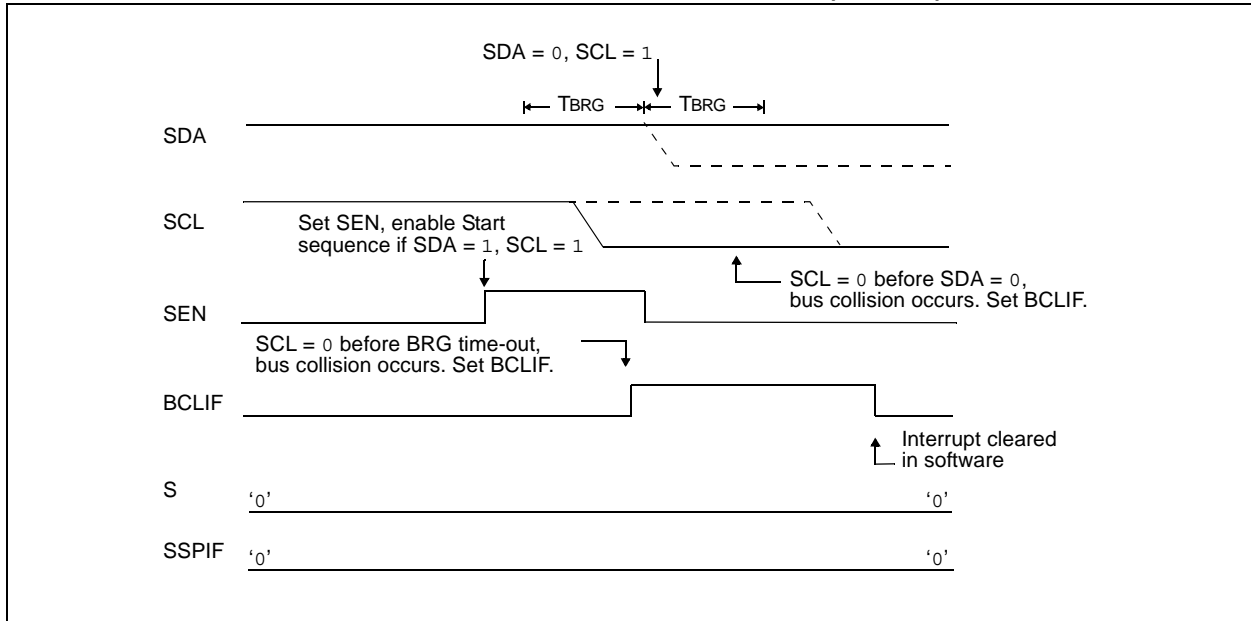 SDA = 0, SCL = 1
TBRG TBRG
SDA
SCL
Set SEN, enable Start
sequence if SDA = 1, SCL = 1
SCL = 0 before SDA = 0,
bus collision occurs. Set BCLIF.
SEN
SCL = 0 before BRG time-out,
bus collision occurs. Set BCLIF.
BCLIF
Interrupt cleared
in software
S
‘0’ ‘0’
SSPIF
‘0’ ‘0’